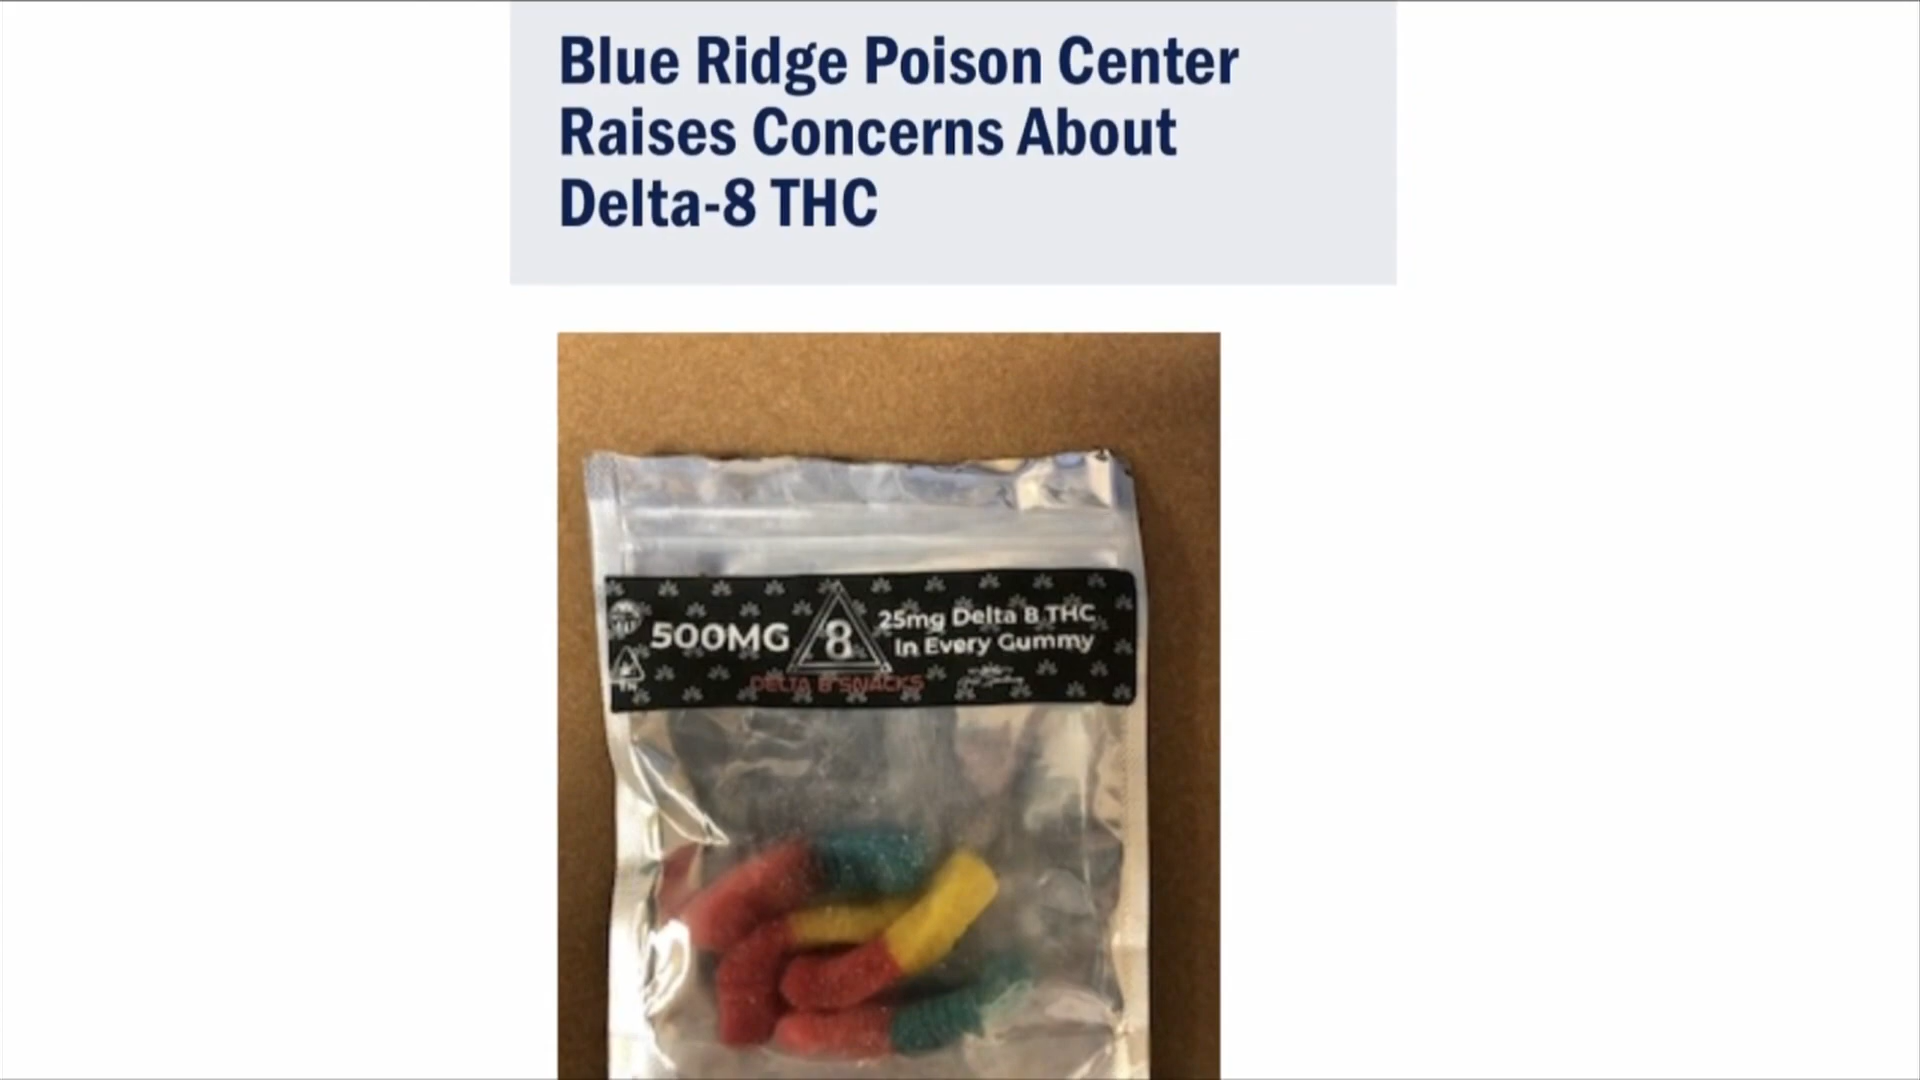 Blue Ridge Poison Center
Raises Concerns About
Delta-8 THC
500MG
8
25mg Delta 8 THC
In Every Gummy
DELTA 8 SNACKS